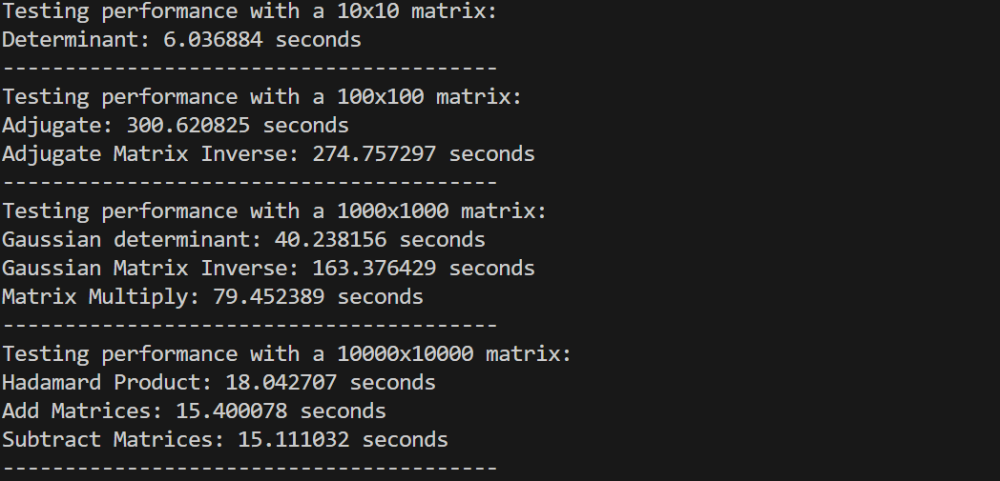 Testing performance with a 10x10 matrix:
Determinant: 6.036884 seconds
----------------------------------------
Testing performance with a 100x100 matrix:
Adjugate: 300.620825 seconds
Adjugate Matrix Inverse: 274.757297 seconds
----------------------------------------
Testing performance with a 1000x1000 matrix:
Gaussian determinant: 40.238156 seconds
Gaussian Matrix Inverse: 163.376429 seconds
Matrix Multiply: 79.452389 seconds
----------------------------------------
Testing performance with a 10000x10000 matrix:
Hadamard Product: 18.042707 seconds
Add Matrices: 15.400078 seconds
Subtract Matrices: 15.111032 seconds
----------------------------------------